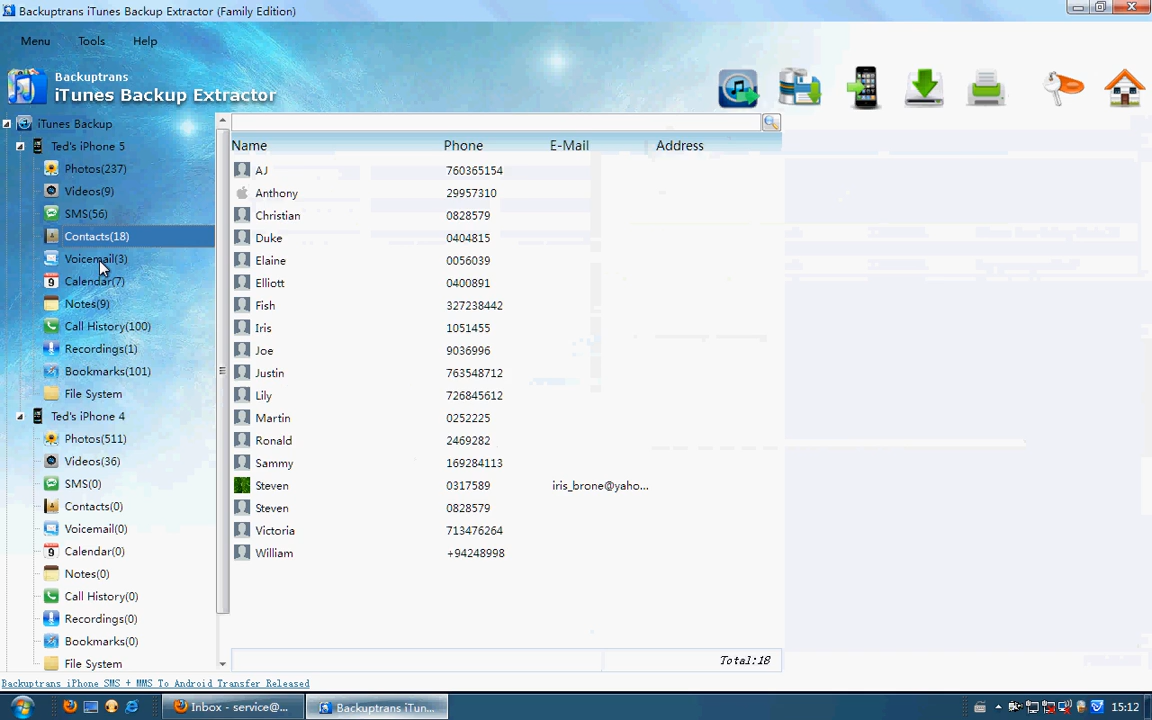 Backuptrans iTunes Backup Extractor (Family Edition)
Menu Tools Help
Backuptrans
iTunes Backup Extractor
iTunes Backup
Ted's iPhone 5
Photos(237)
Videos(9)
SMS(56)
Contacts(18)
Voicemail(3)
Calendar(7)
Notes(9)
Call History(100)
Recordings(1)
Bookmarks(101)
File System
Ted's iPhone 4
Photos(511)
Videos(36)
SMS(0)
Contacts(0)
Voicemail(0)
Calendar(0)
Notes(0)
Call History(0)
Recordings(0)
Bookmarks(0)
File System
Name Phone E-Mail Address
AJ 760365154
Anthony 29957310
Christian 0828579
Duke 0404815
Elaine 0056039
Elliott 0400891
Fish 327238442
Iris 1051455
Joe 9036996
Justin 763548712
Lily 726845612
Martin 0252225
Ronald 2469282
Sammy 169284113
Steven 0317589 iris_brone@yaho...
Steven 0828579
Victoria 713476264
William +94248998
Total:18
Backuptrans iPhone SMS + MMS To Android Transfer Released
Inbox - service@... Backuptrans iTun... 15:12